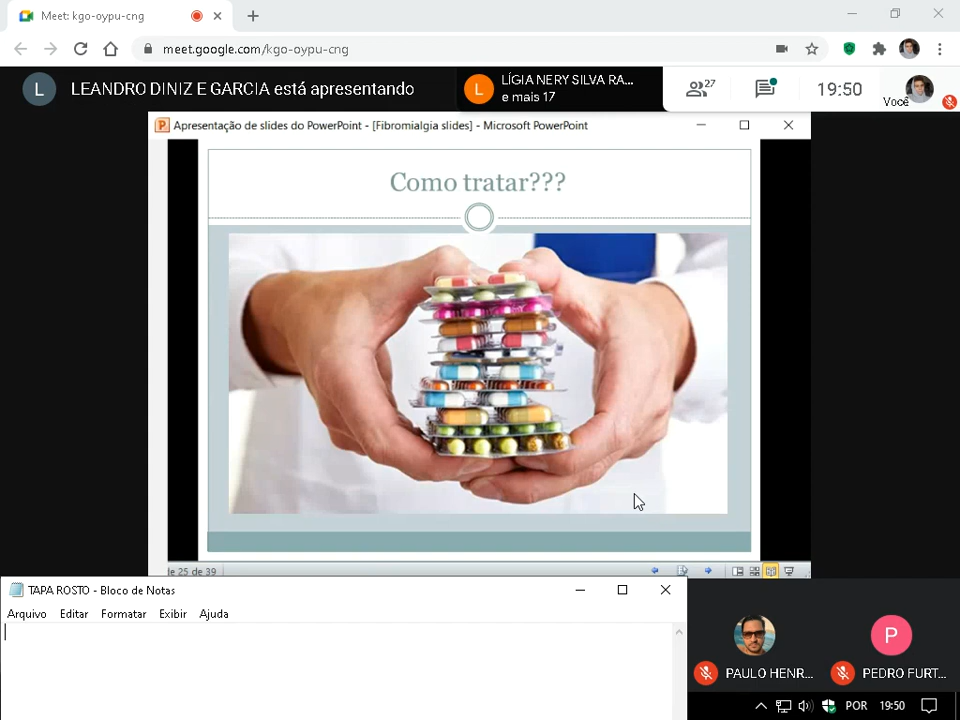 Meet: kgo-oypu-cng
meet.google.com/kgo-oypu-cng
L
LEANDRO DINIZ E GARCIA está apresentando
L
LÍGIA NERY SILVA RA...
e mais 17
27
19:50
Você
Apresentação de slides do PowerPoint - [Fibromialgia slides] - Microsoft PowerPoint
Como tratar???
le 25 de 39
TAPA ROSTO - Bloco de Notas
Arquivo Editar Formatar Exibir Ajuda
P
PAULO HENR...
PEDRO FURT...
POR 19:50